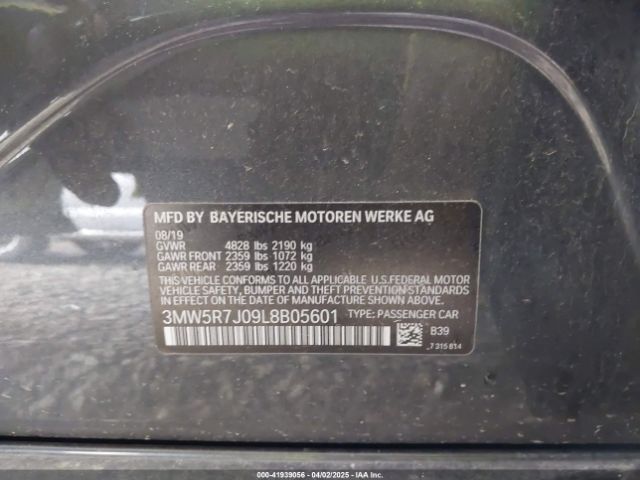 MFD BY BAYERISCHE MOTOREN WERKE AG
08/19
GVWR 4828 lbs 2190 kg
GAWR FRONT 2359 lbs 1072 kg
GAWR REAR 2359 lbs 1220 kg
THIS VEHICLE CONFORMS TO ALL APPLICABLE U.S.FEDERAL MOTOR
VEHICLE SAFETY, BUMPER, AND THEFT PREVENTION STANDARDS IN
EFFECT ON THE DATE OF MANUFACTURE SHOWN ABOVE.
3MW5R7J09L8B05601 TYPE: PASSENGER CAR
B39
7 315 814
000-41939056 - 04/02/2025 - IAAI.COM